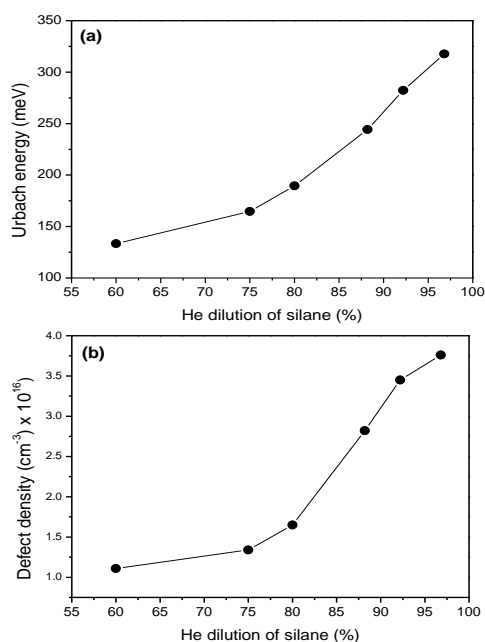 (a)
Urbach energy (meV)
350
300
250
200
150
100
55 60 65 70 75 80 85 90 95 100
He dilution of silane (%)
(b)
Defect density (cm⁻³) x 10¹⁶
4.0
3.5
3.0
2.5
2.0
1.5
1.0
55 60 65 70 75 80 85 90 95 100
He dilution of silane (%)